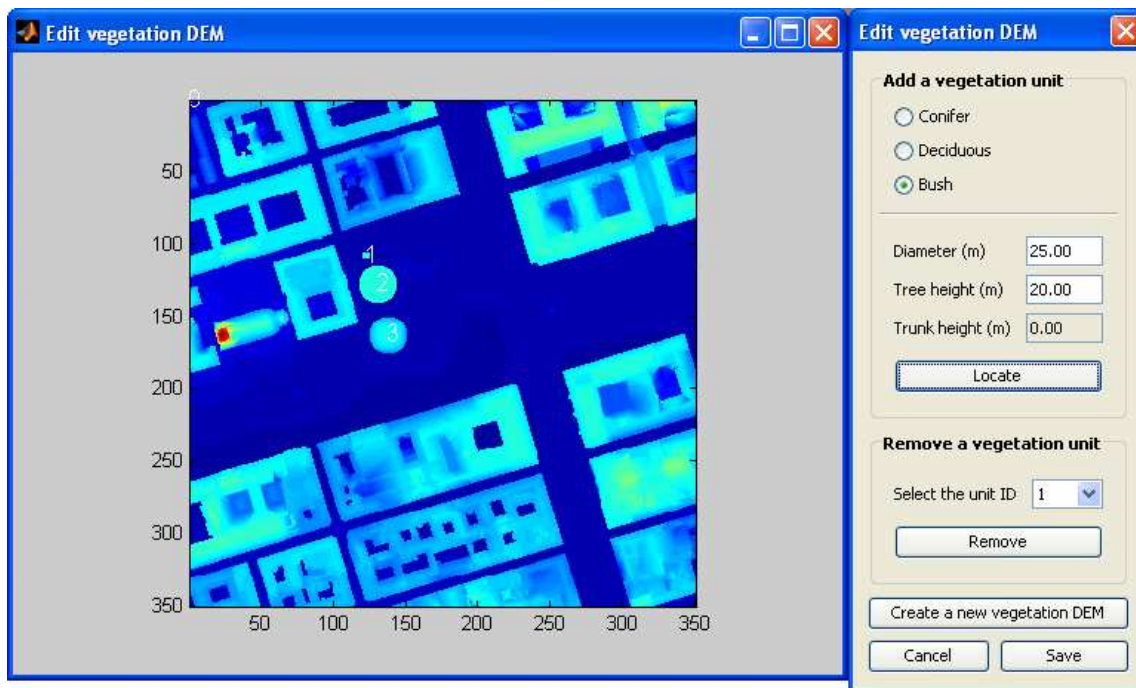 Edit vegetation DEM
0
50
100
150
200
250
300
350
50 100 150 200 250 300 350
1
2
3
Edit vegetation DEM
Add a vegetation unit
Conifer
Deciduous
Bush
Diameter (m) 25.00
Tree height (m) 20.00
Trunk height (m) 0.00
Locate
Remove a vegetation unit
Select the unit ID 1
Remove
Create a new vegetation DEM
Cancel Save